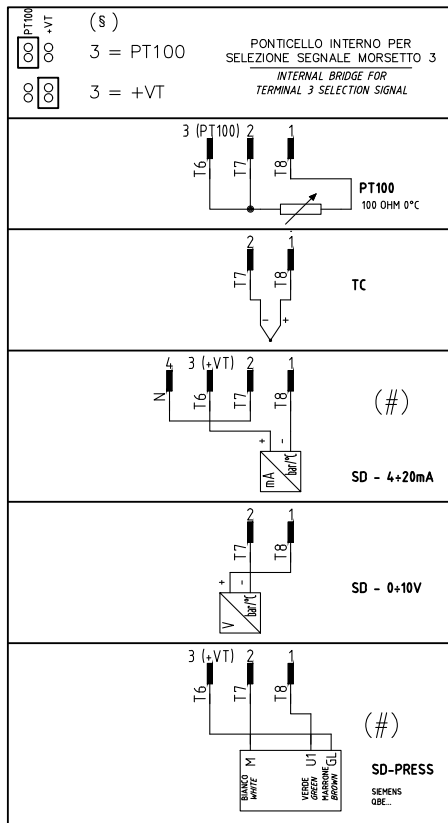 PT100
+VT
(§)
3 = PT100
3 = +VT
PONTICELLO INTERNO PER
SELEZIONE SEGNALE MORSETTO 3
INTERNAL BRIDGE FOR
TERMINAL 3 SELECTION SIGNAL
3 (PT100) 2 1
T6 T7 T8
PT100
100 OHM 0°C
2 1
T7 T8
- +
TC
4 3 (+VT) 2 1
N T6 T7 T8
+ -
mA bar/°C
(#)
SD - 4÷20mA
2 1
T7 T8
+ -
V bar/°C
SD - 0÷10V
3 (+VT) 2 1
T6 T7 T8
M U1 GL
BIANCO
WHITE
VERDE
GREEN
MARRONE
BROWN
(#)
SD-PRESS
SIEMENS
QBE...